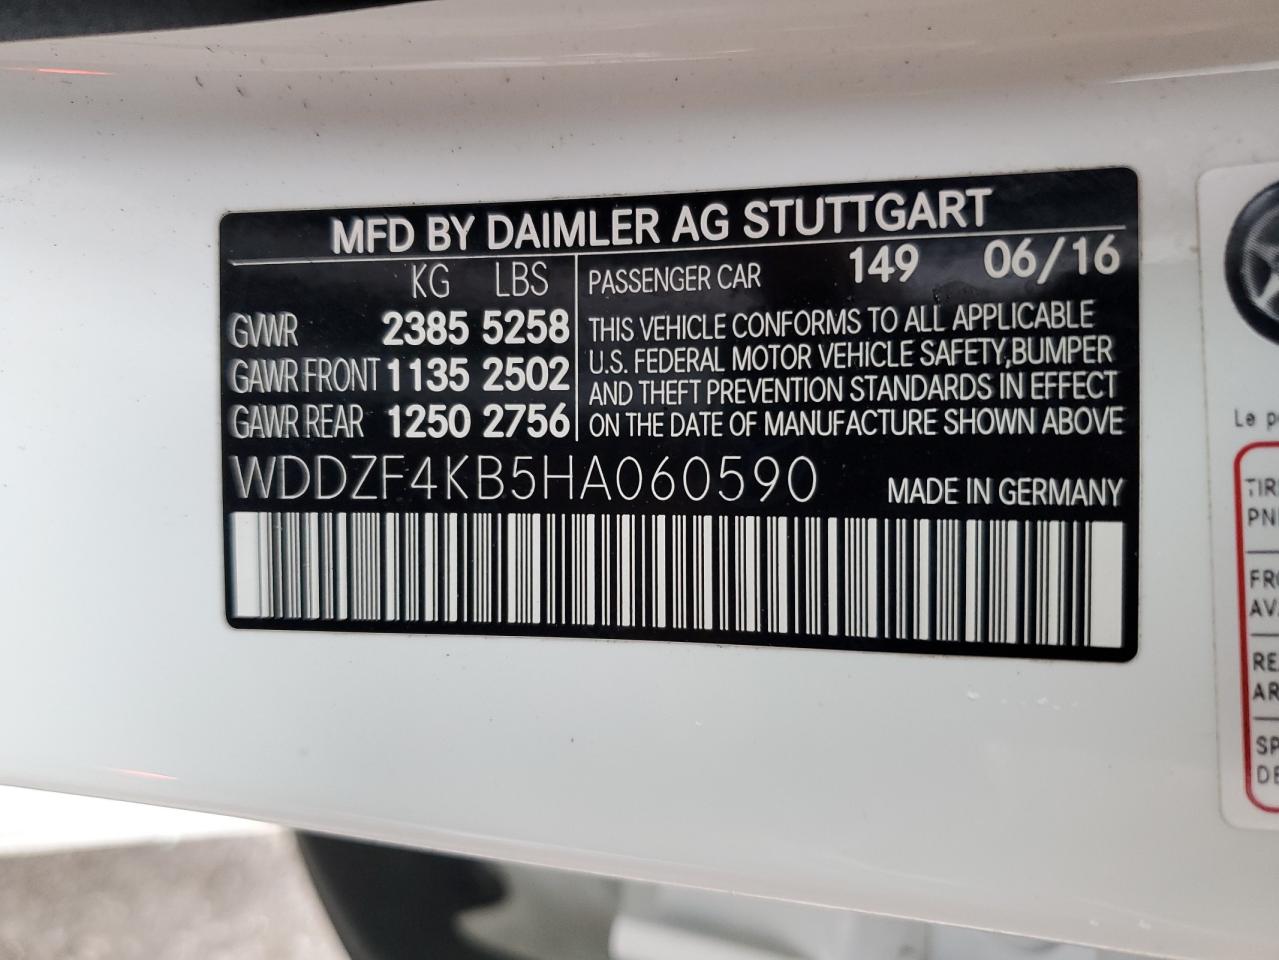 MFD BY DAIMLER AG STUTTGART
KG LBS
GVWR 2385 5258
GAWR FRONT 1135 2502
GAWR REAR 1250 2756
PASSENGER CAR 149 06/16
THIS VEHICLE CONFORMS TO ALL APPLICABLE
U.S. FEDERAL MOTOR VEHICLE SAFETY,BUMPER
AND THEFT PREVENTION STANDARDS IN EFFECT
ON THE DATE OF MANUFACTURE SHOWN ABOVE
WDDZF4KB5HA060590 MADE IN GERMANY
Le